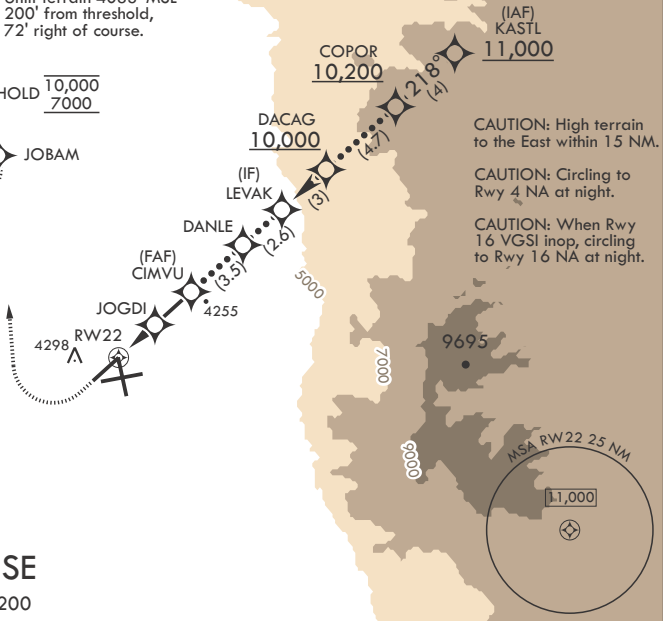 200' from threshold,
72' right of course.
HOLD 10,000
7000
JOBAM
(IAF)
KASTL
11,000
COPOR
10,200
218°
(4)
DACAG
10,000
(4.7)
(IF)
LEVAK
(3)
DANLE
(2.6)
(FAF)
CIMVU
(3.5)
4255
JOGDI
RW22
4298
CAUTION: High terrain
to the East within 15 NM.
CAUTION: Circling to
Rwy 4 NA at night.
CAUTION: When Rwy
16 VGSI inop, circling
to Rwy 16 NA at night.
5000
7000
9000
9695
MSA RW22 25 NM
11,000
SE
200